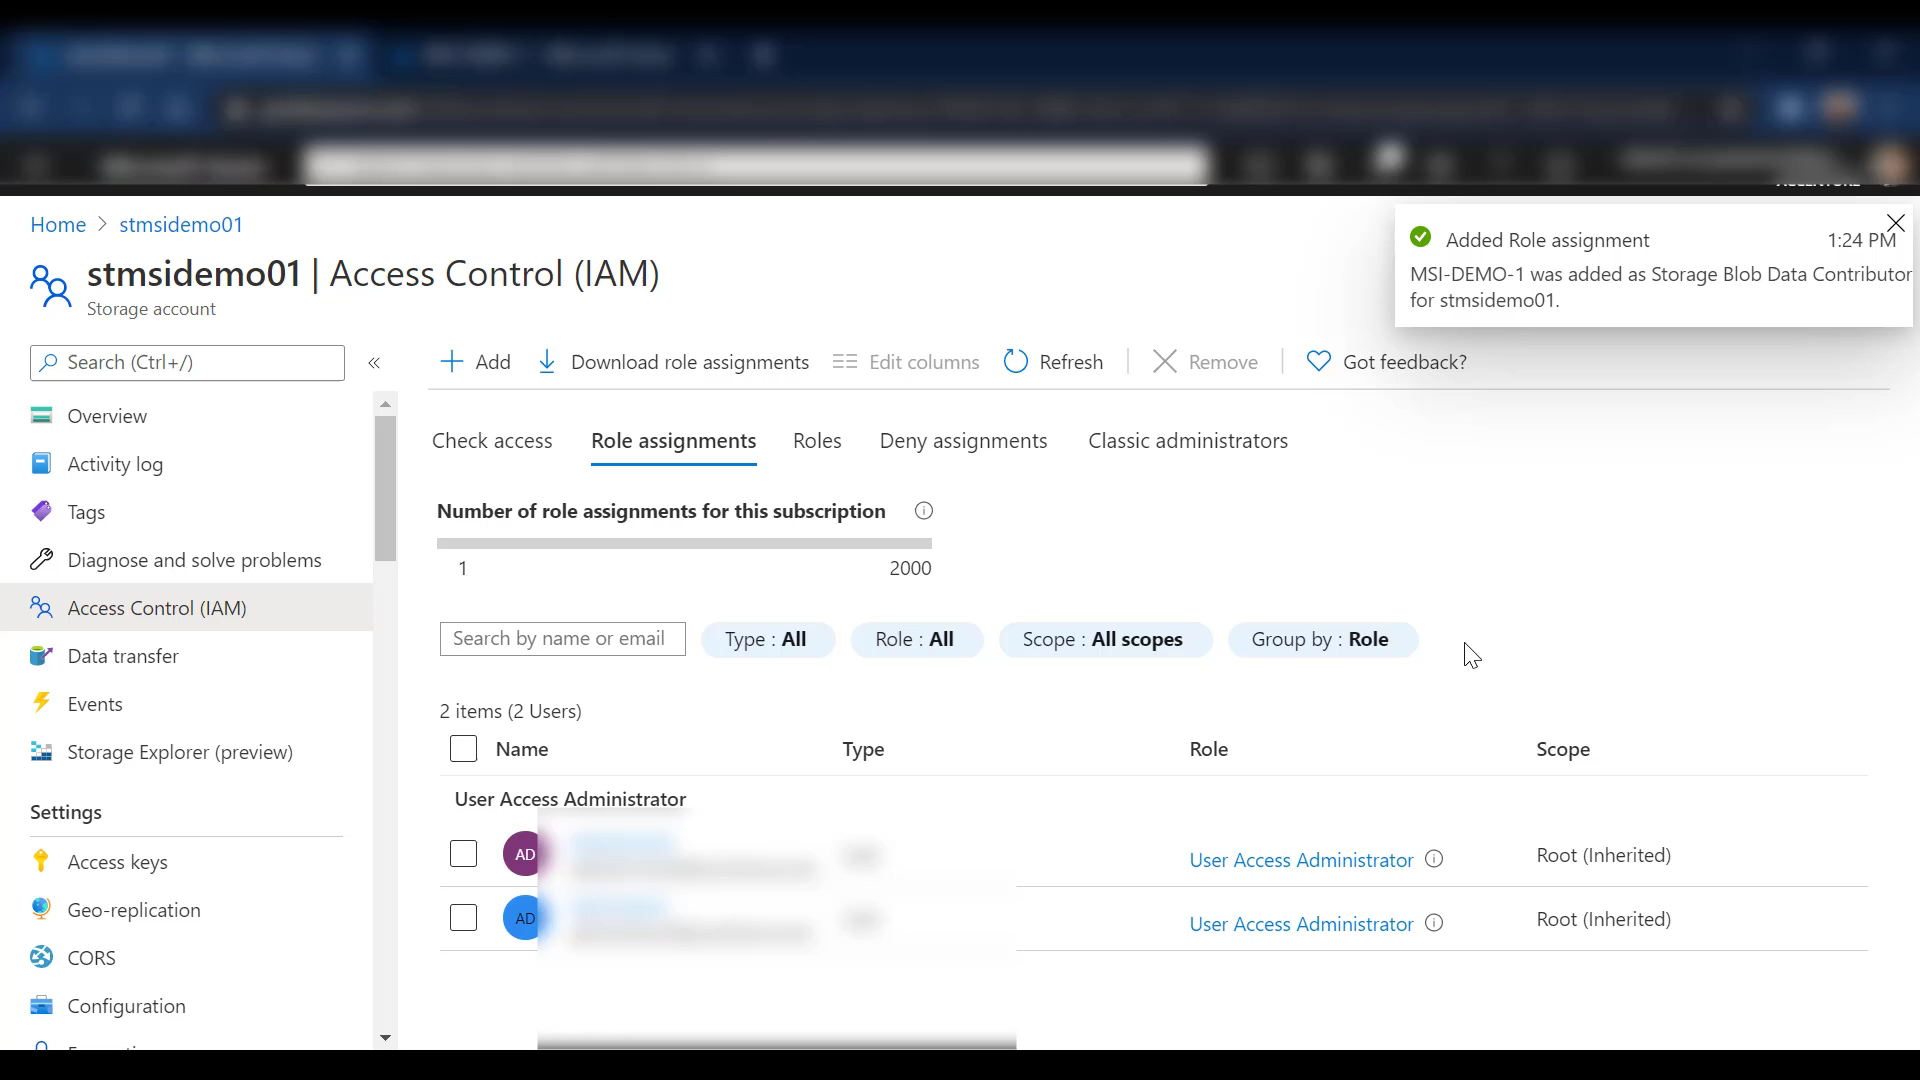 Home > stmsidemo01
stmsidemo01 | Access Control (IAM)
Storage account
Added Role assignment 1:24 PM
MSI-DEMO-1 was added as Storage Blob Data Contributor
for stmsidemo01.
Search (Ctrl+/)
Add Download role assignments Edit columns Refresh Remove Got feedback?
Overview
Activity log
Tags
Diagnose and solve problems
Access Control (IAM)
Data transfer
Events
Storage Explorer (preview)
Settings
Access keys
Geo-replication
CORS
Configuration
Check access Role assignments Roles Deny assignments Classic administrators
Number of role assignments for this subscription
1 2000
Search by name or email Type : All Role : All Scope : All scopes Group by : Role
2 items (2 Users)
Name Type Role Scope
User Access Administrator
AD User Access Administrator Root (Inherited)
AD User Access Administrator Root (Inherited)